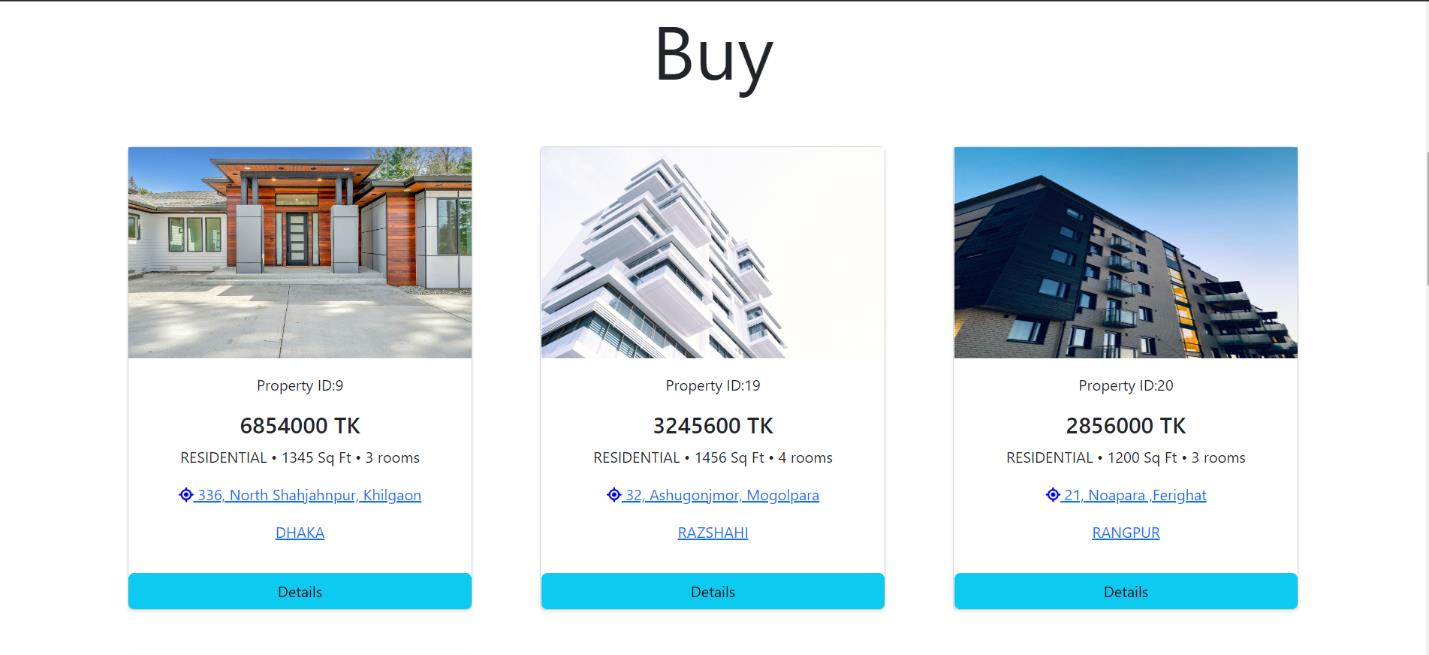 Buy
Property ID:9
6854000 TK
RESIDENTIAL • 1345 Sq Ft • 3 rooms
336, North Shahjahnpur, Khilgaon
DHAKA
Details
Property ID:19
3245600 TK
RESIDENTIAL • 1456 Sq Ft • 4 rooms
32, Ashugonjmor, Mogolpara
RAZSHAHI
Details
Property ID:20
2856000 TK
RESIDENTIAL • 1200 Sq Ft • 3 rooms
21, Noapara ,Ferighat
RANGPUR
Details